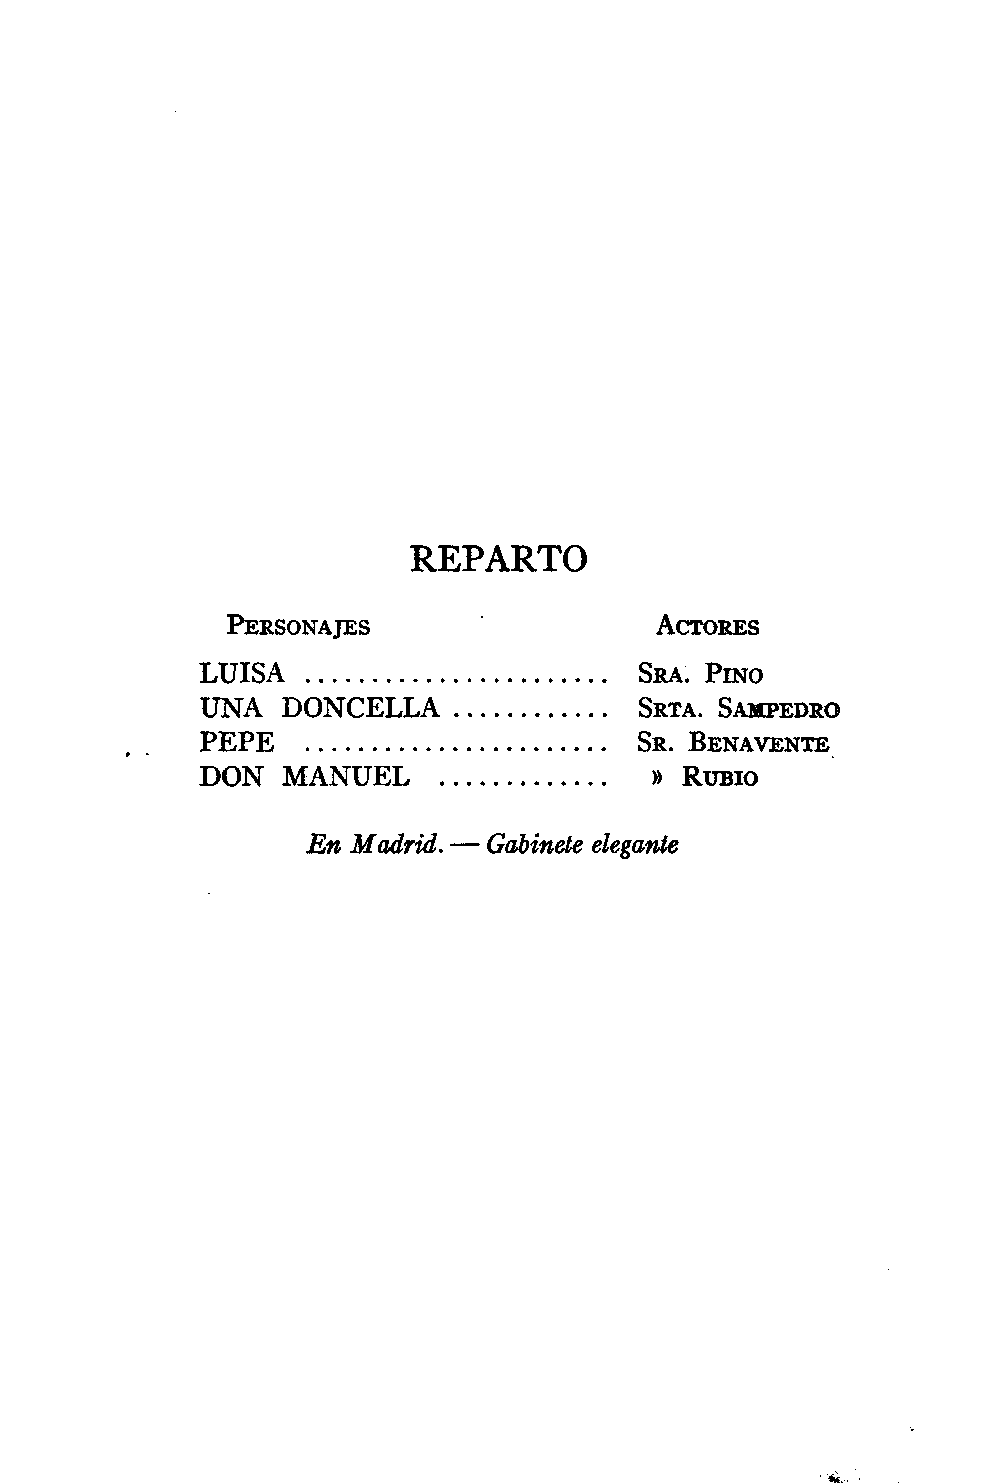 REPARTO
PERSONAJES ACTORES
LUISA ....................... SRA. PINO
UNA DONCELLA ............ SRTA. SAMPEDRO
PEPE ....................... SR. BENAVENTE
DON MANUEL ............. » RUBIO
En Madrid. — Gabinete elegante